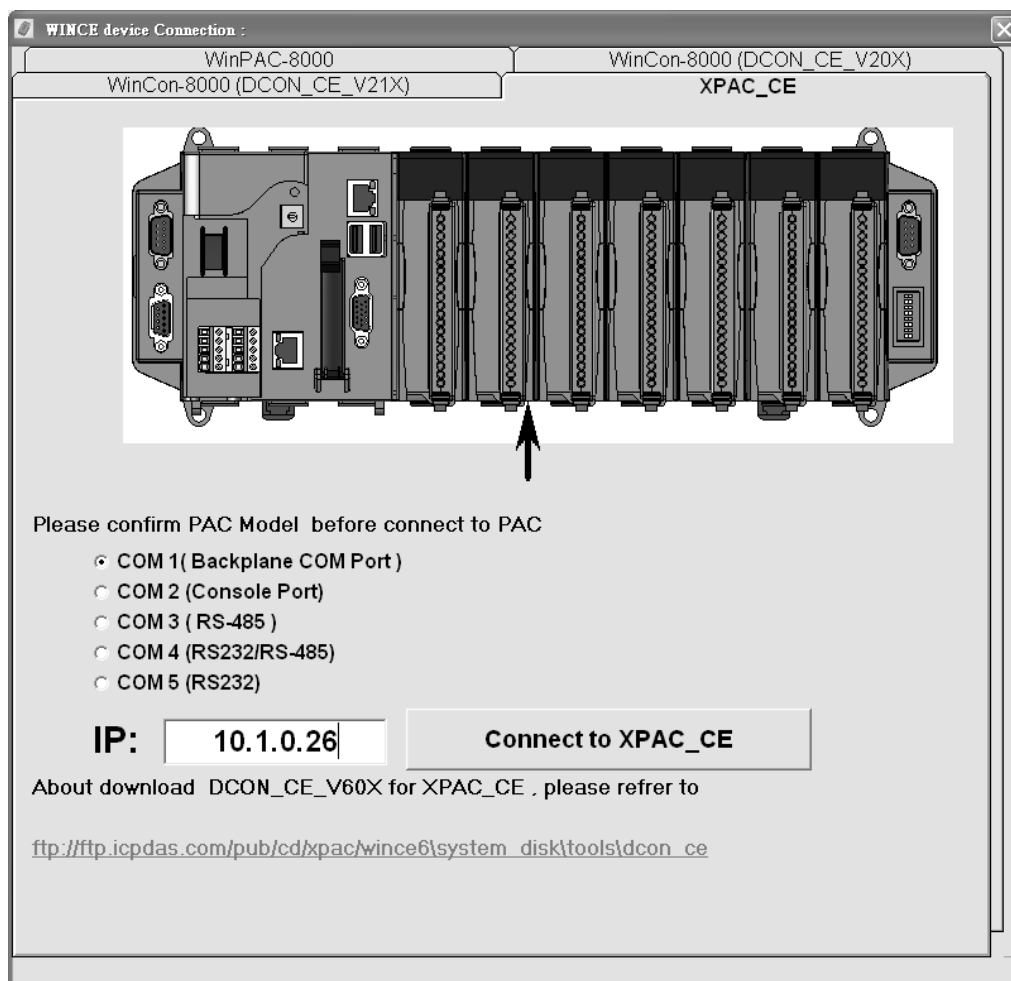 WINCE device Connection :
WinPAC-8000
WinCon-8000 (DCON_CE_V20X)
WinCon-8000 (DCON_CE_V21X)
XPAC_CE
Please confirm PAC Model before connect to PAC
COM 1( Backplane COM Port )
COM 2 (Console Port)
COM 3 ( RS-485 )
COM 4 (RS232/RS-485)
COM 5 (RS232)
IP: 10.1.0.26 Connect to XPAC_CE
About download DCON_CE_V60X for XPAC_CE , please refrer to
ftp://ftp.icpdas.com/pub/cd/xpac/wince6\system_disk\tools\dcon_ce